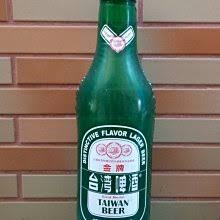 DISTINCTIVE FLAVOR LAGER BEER
金牌
台灣啤酒
TAIWAN
BEER